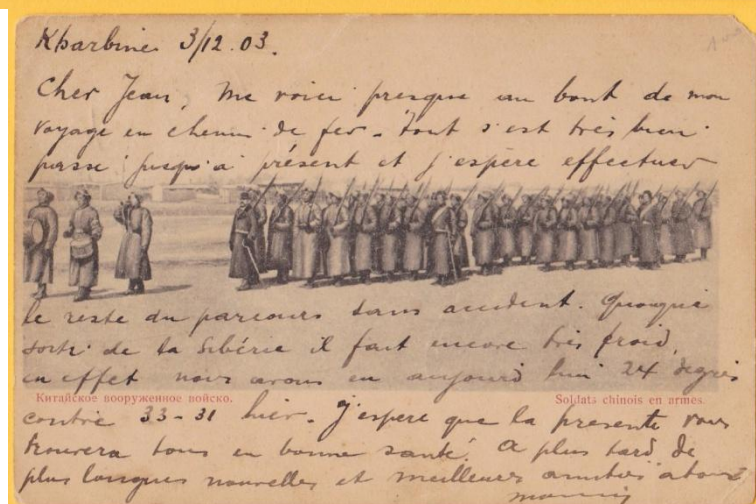 Kharbine 3/12.03.
Cher Jean, Me voici presque au bout de mon
voyage en chemin de fer - tout s'est très bien
passé jusqu'à présent et j'espère effectuer
le reste du parcours sans accident. Quoique
sorti de la Sibérie il fait encore très froid,
en effet nous avons eu aujourd'hui 24 degrés
Китайское вооруженное войско.
Soldats chinois en armes.
contre 33-31 hier. J'espère que la présente vous
trouvera tous en bonne santé. A plus tard de
plus longues nouvelles et meilleures amitiés à tous